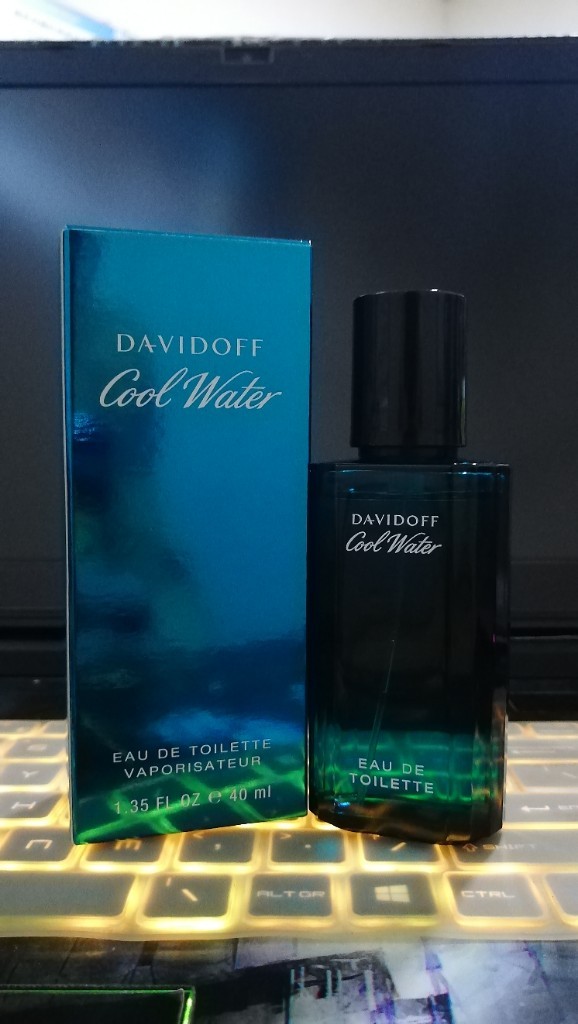 DAVIDOFF
Cool Water
EAU DE TOILETTE
VAPORISATEUR
1.35 FL OZ ℮ 40 ml
DAVIDOFF
Cool Water
EAU DE
TOILETTE
SHIFT
ALT GR
CTRL